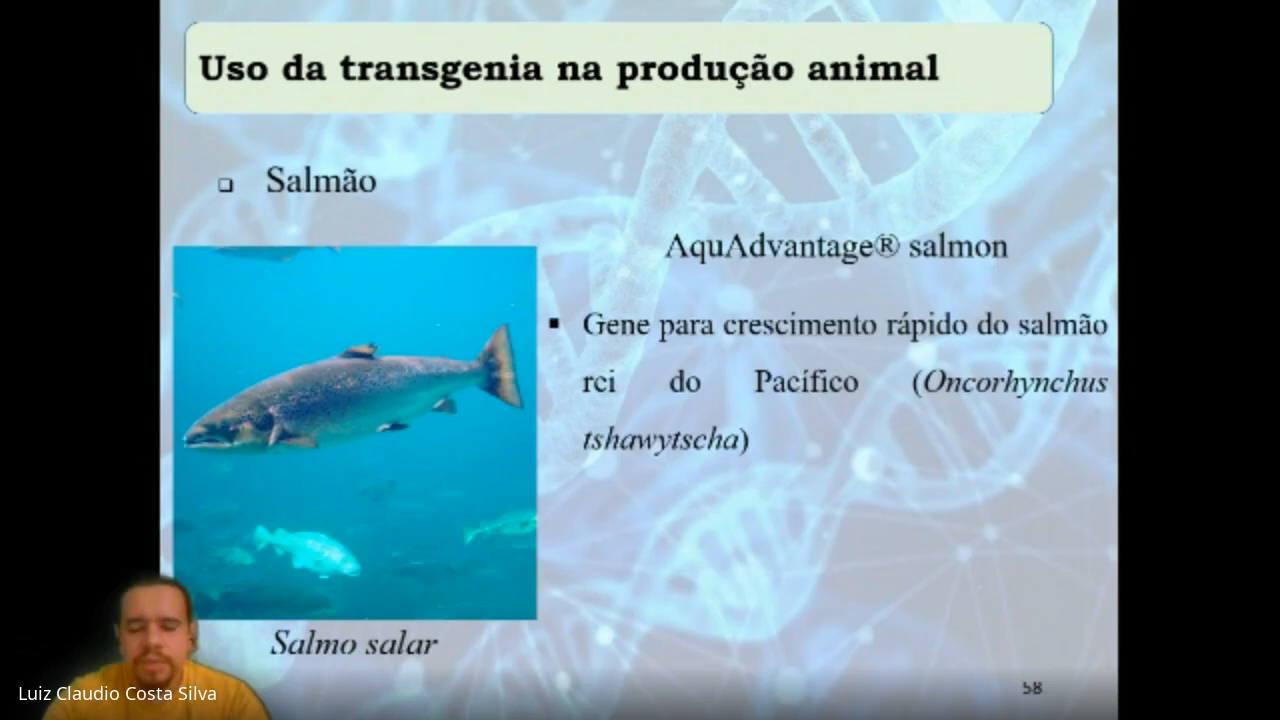 Uso da transgenia na produção animal
Salmão
AquAdvantage® salmon
Gene para crescimento rápido do salmão
rei do Pacífico (Oncorhynchus
tshawytscha)
Salmo salar
Luiz Claudio Costa Silva
58